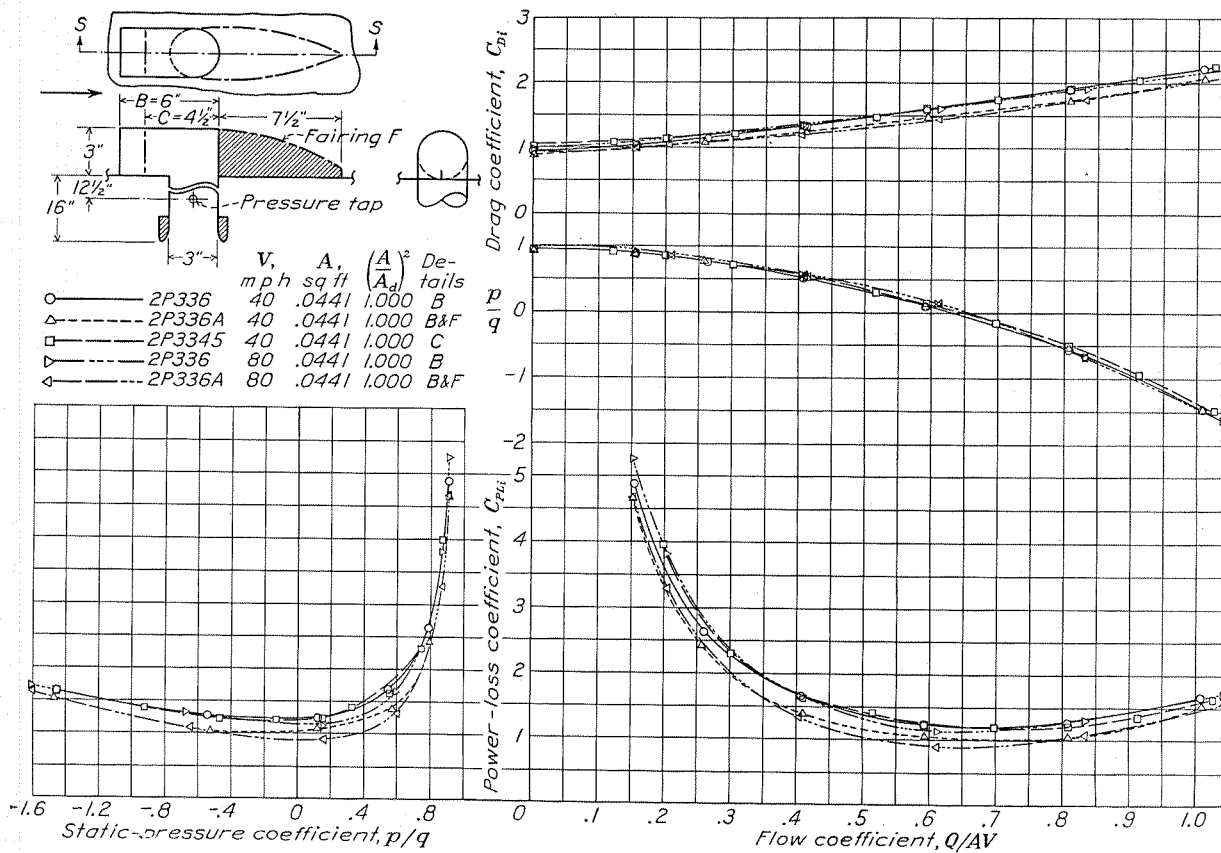 S S
B=6"
C=4½" 7½"
Fairing F
3"
12½"
16"
Pressure tap
3"
V, A, (A/A_d)² De-
mph sq ft tails
2P336 40 .0441 1.000 B
2P336A 40 .0441 1.000 B&F
2P3345 40 .0441 1.000 C
2P336 80 .0441 1.000 B
2P336A 80 .0441 1.000 B&F
3
2
1
0
Drag coefficient, C_Di
1
0
-1
-2
p/q
5
4
3
2
1
Power-loss coefficient, C_PLi
-1.6 -1.2 -.8 -.4 0 .4 .8
Static-pressure coefficient, p/q
0 .1 .2 .3 .4 .5 .6 .7 .8 .9 1.0
Flow coefficient, Q/AV